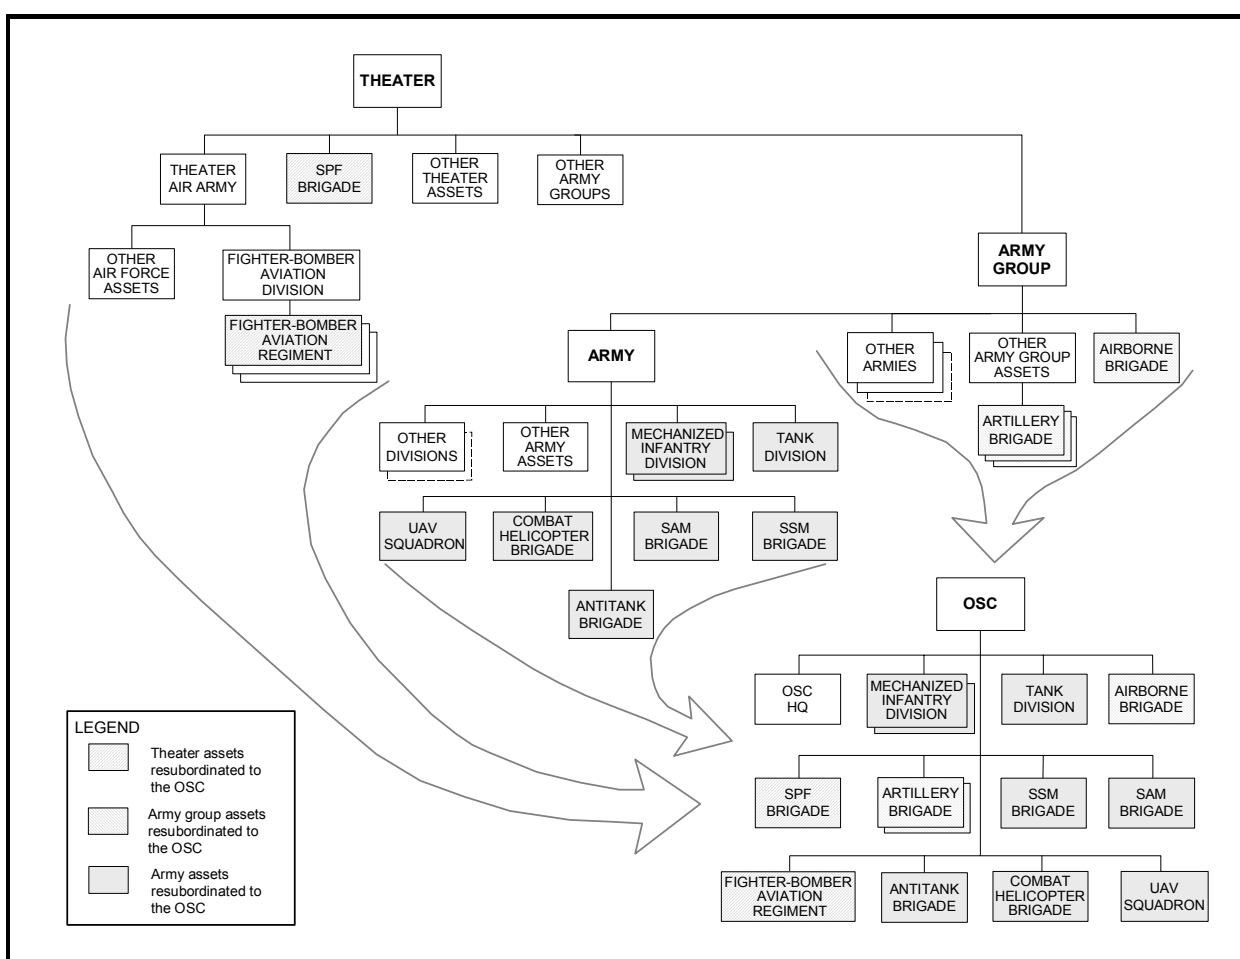 THEATER
THEATER
AIR ARMY
SPF
BRIGADE
OTHER
THEATER
ASSETS
OTHER
ARMY
GROUPS
OTHER
AIR FORCE
ASSETS
FIGHTER-BOMBER
AVIATION
DIVISION
FIGHTER-BOMBER
AVIATION
REGIMENT
ARMY
GROUP
ARMY
OTHER
ARMIES
OTHER
ARMY GROUP
ASSETS
AIRBORNE
BRIGADE
ARTILLERY
BRIGADE
OTHER
DIVISIONS
OTHER
ARMY
ASSETS
MECHANIZED
INFANTRY
DIVISION
TANK
DIVISION
UAV
SQUADRON
COMBAT
HELICOPTER
BRIGADE
SAM
BRIGADE
SSM
BRIGADE
ANTITANK
BRIGADE
OSC
OSC
HQ
MECHANIZED
INFANTRY
DIVISION
TANK
DIVISION
AIRBORNE
BRIGADE
SPF
BRIGADE
ARTILLERY
BRIGADE
SSM
BRIGADE
SAM
BRIGADE
FIGHTER-BOMBER
AVIATION
REGIMENT
ANTITANK
BRIGADE
COMBAT
HELICOPTER
BRIGADE
UAV
SQUADRON
LEGEND
Theater assets
resubordinated to
the OSC
Army group assets
resubordinated to
the OSC
Army assets
resubordinated to
the OSC